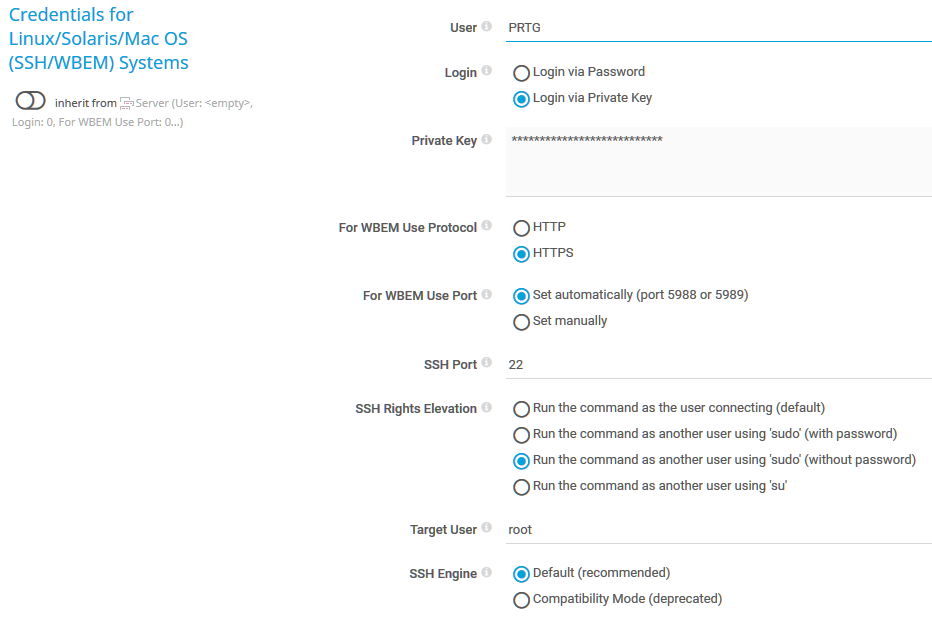 Credentials for
Linux/Solaris/Mac OS
(SSH/WBEM) Systems
inherit from Server (User: <empty>,
Login: 0, For WBEM Use Port: 0...)
User PRTG
Login Login via Password
Login via Private Key
Private Key ***************************
For WBEM Use Protocol HTTP
HTTPS
For WBEM Use Port Set automatically (port 5988 or 5989)
Set manually
SSH Port 22
SSH Rights Elevation Run the command as the user connecting (default)
Run the command as another user using 'sudo' (with password)
Run the command as another user using 'sudo' (without password)
Run the command as another user using 'su'
Target User root
SSH Engine Default (recommended)
Compatibility Mode (deprecated)